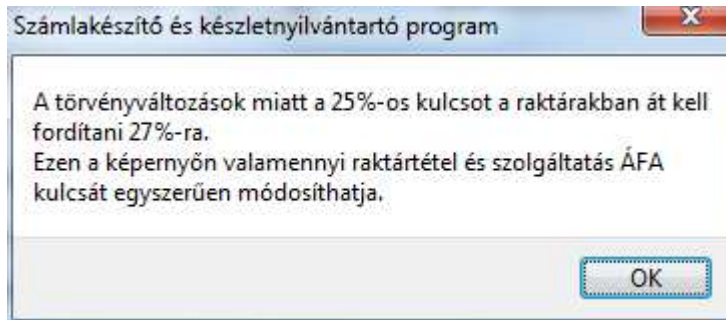 Számlakészítő és készletnyilvántartó program
A törvényváltozások miatt a 25%-os kulcsot a raktárakban át kell
fordítani 27%-ra.
Ezen a képernyőn valamennyi raktártétel és szolgáltatás ÁFA
kulcsát egyszerűen módosíthatja.
OK